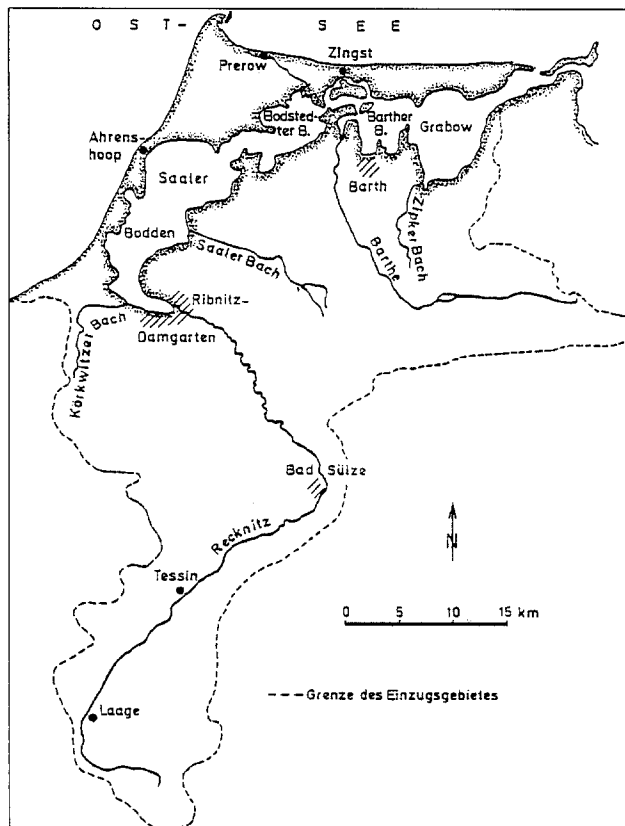 O S T - S E E
Prerow
Zingst
Bodsted-
ter B.
Barther
B.
Grabow
Ahrens-
hoop
Saaler
Barth
Bodden
Zipker Bach
Saaler Bach
Barthe
Ribnitz-
Damgarten
Körkwitzer Bach
Bad Sülze
Recknitz
N
Tessin
0 5 10 15 km
Laage
---- Grenze des Einzugsgebietes